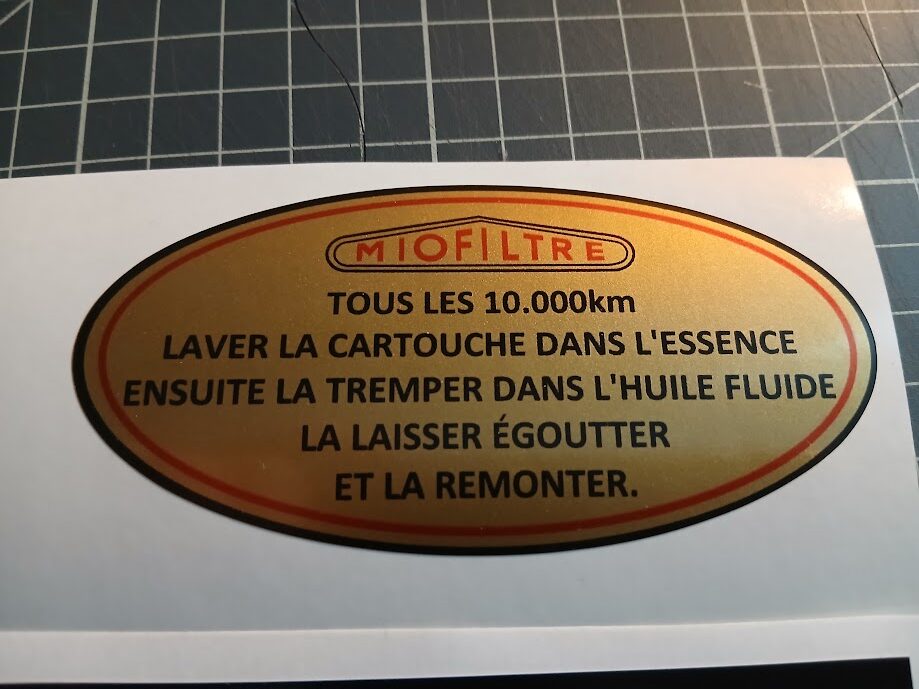 MIOFILTRE
TOUS LES 10.000km
LAVER LA CARTOUCHE DANS L'ESSENCE
ENSUITE LA TREMPER DANS L'HUILE FLUIDE
LA LAISSER ÉGOUTTER
ET LA REMONTER.